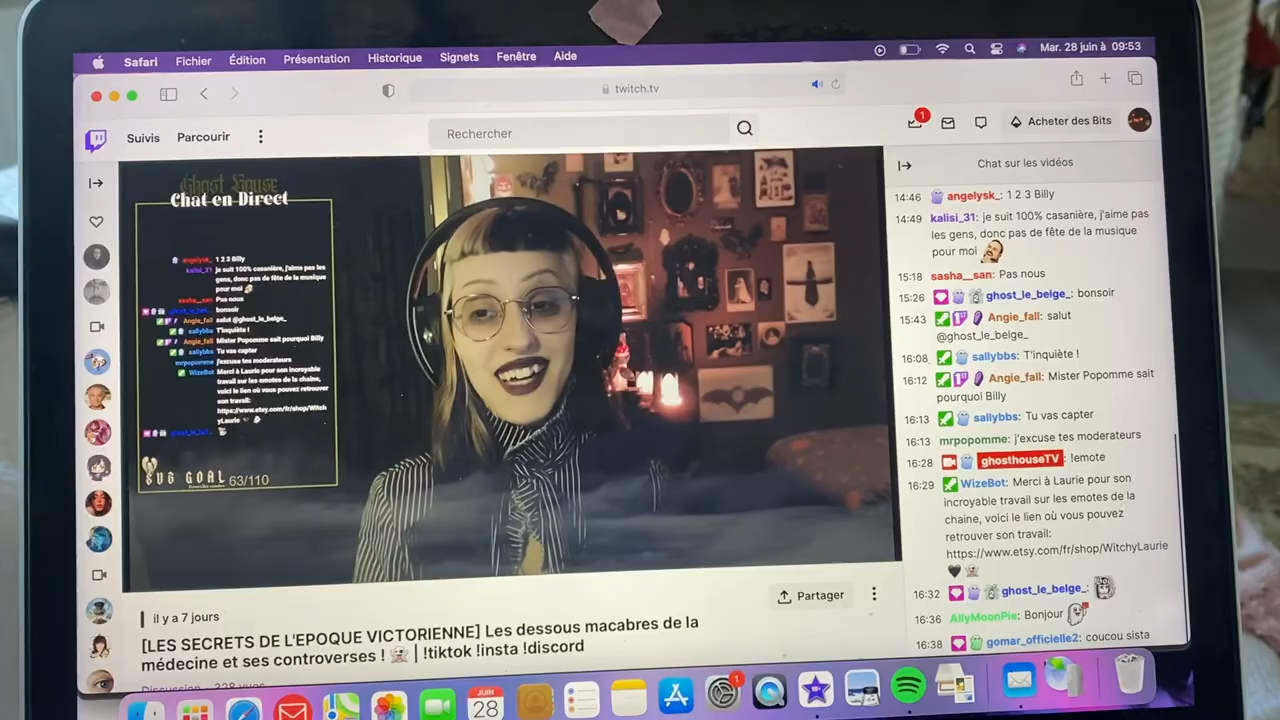 Safari Fichier Édition Présentation Historique Signets Fenêtre Aide Mar. 28 juin à 09:53
twitch.tv
Suivis Parcourir Rechercher 1 Acheter des Bits
Ghost House
Chat en Direct
angelysk_ 1 2 3 Billy
kalisi_31 je suit 100% casanière, j'aime pas les
gens, donc pas de fête de la musique
pour moi
sasha__san Pas nous
bonsoir
Angie_fall salut @ghost_le_belge_
sallybbs T'inquiète !
Angie_fall Mister Popomme sait pourquoi Billy
sallybbs Tu vas capter
mrpopomme j'excuse tes moderateurs
WizeBot Merci à Laurie pour son incroyable
travail sur les emotes de la chaine,
voici le lien où vous pouvez retrouver
son travail:
https://www.etsy.com/fr/shop/Witch
yLaurie
SUB GOAL 63/110
Chat sur les vidéos
14:46 angelysk_: 1 2 3 Billy
14:49 kalisi_31: je suit 100% casanière, j'aime pas
les gens, donc pas de fête de la musique
pour moi
15:18 sasha__san: Pas nous
15:26 ghost_le_belge_: bonsoir
15:43 Angie_fall: salut
@ghost_le_belge_
16:08 sallybbs: T'inquiète !
16:12 Angie_fall: Mister Popomme sait
pourquoi Billy
16:13 sallybbs: Tu vas capter
16:13 mrpopomme: j'excuse tes moderateurs
16:28 ghosthouseTV: !emote
16:29 WizeBot: Merci à Laurie pour son
incroyable travail sur les emotes de la
chaine, voici le lien où vous pouvez
retrouver son travail:
https://www.etsy.com/fr/shop/WitchyLaurie
16:32 ghost_le_belge_:
16:36 AllyMoonPie: Bonjour
16:38 gomar_officielle2: coucou sista
il y a 7 jours
Partager
[LES SECRETS DE L'EPOQUE VICTORIENNE] Les dessous macabres de la
médecine et ses controverses ! | !tiktok !insta !discord
JUIN
28
1